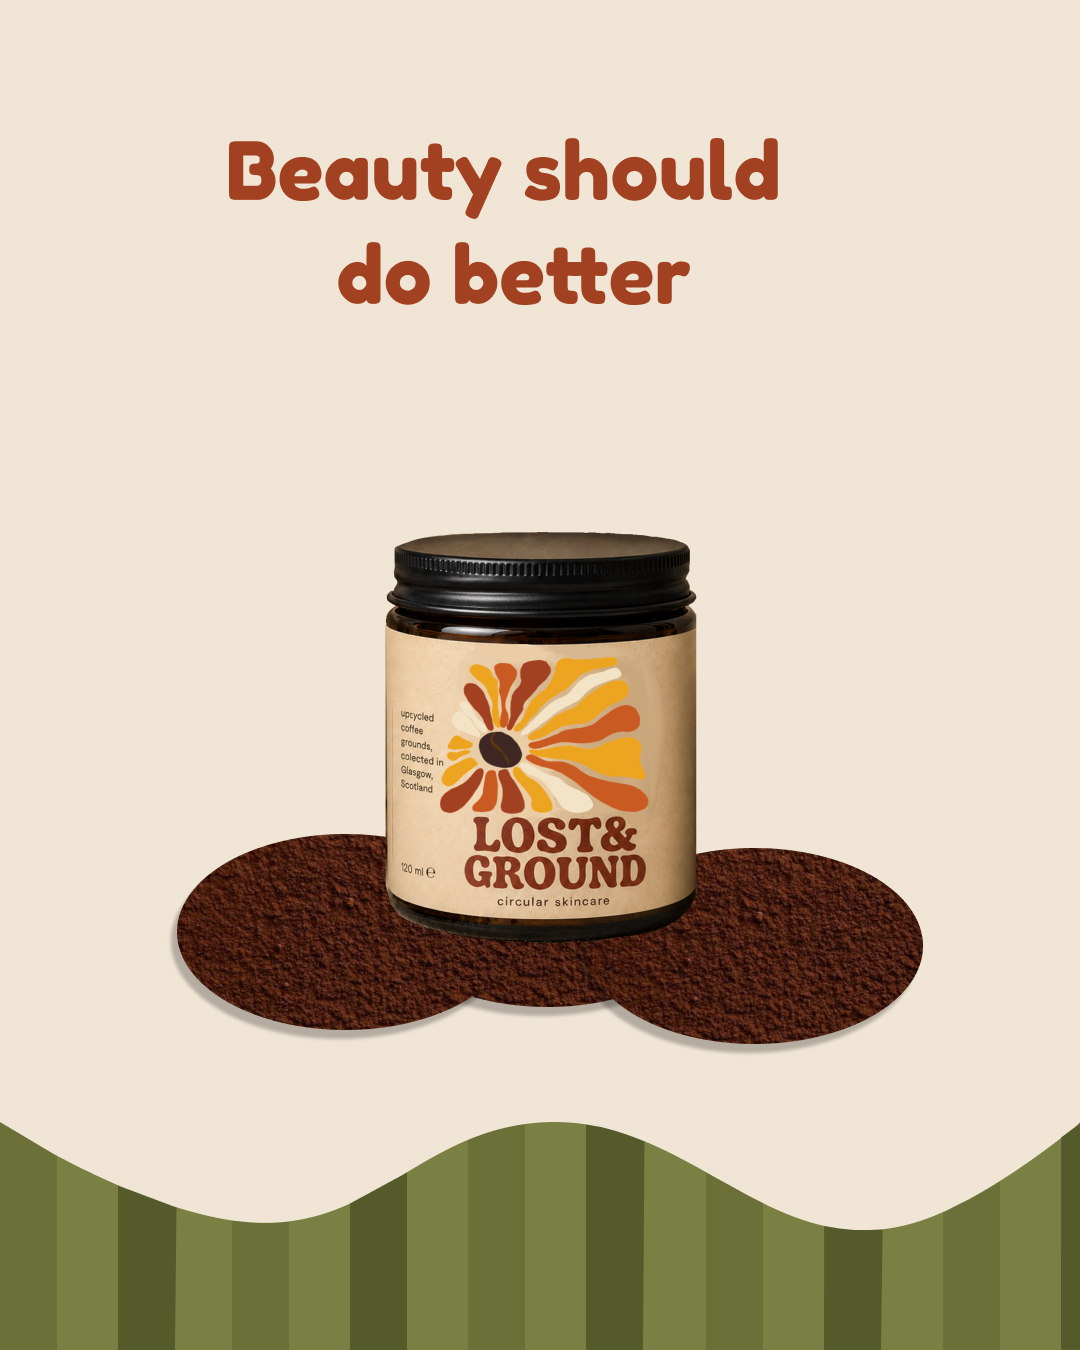 Beauty should
do better
upcycled
coffee
grounds,
colected in
Glasgow,
Scotland
120 ml ℮
LOST&
GROUND
circular skincare